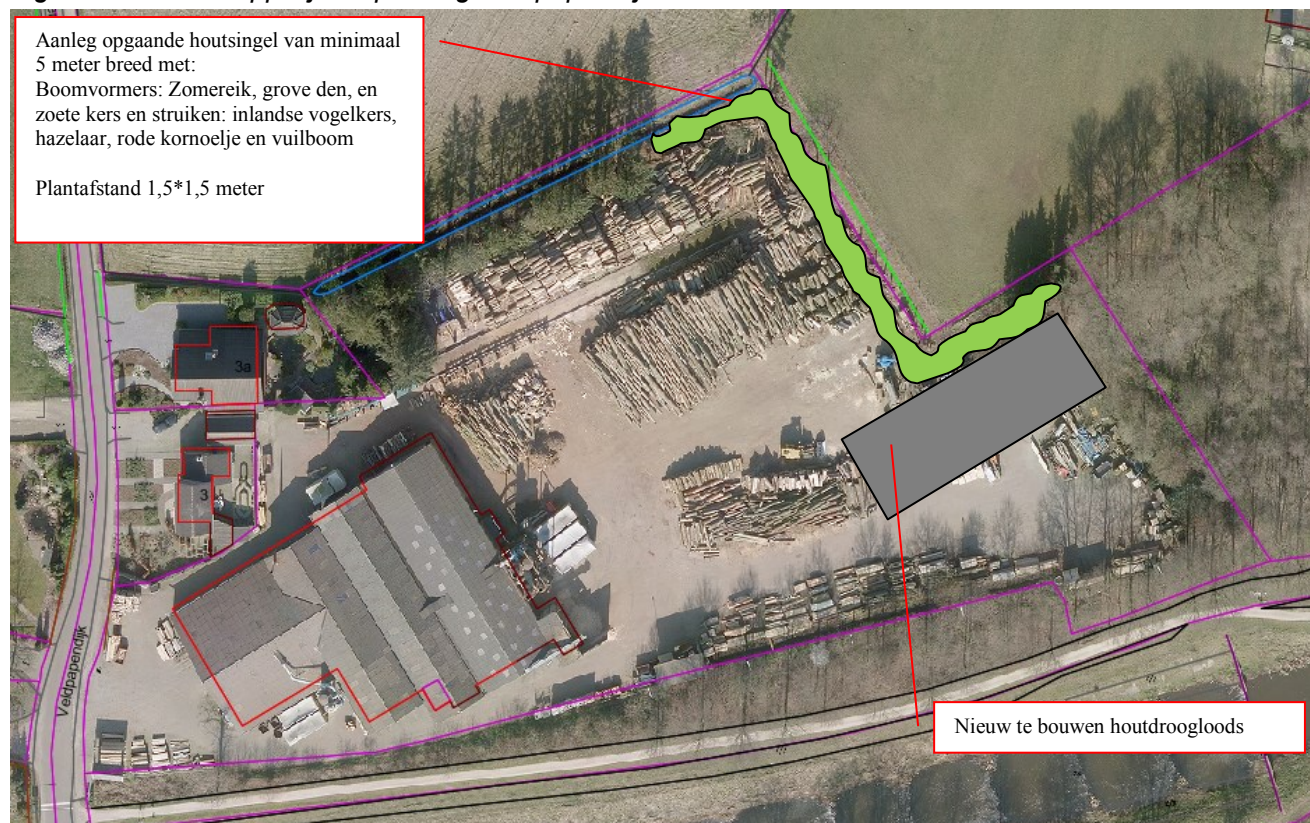 Aanleg opgaande houtsingel van minimaal
5 meter breed met:
Boomvormers: Zomereik, grove den, en
zoete kers en struiken: inlandse vogelkers,
hazelaar, rode kornoelje en vuilboom
Plantafstand 1,5*1,5 meter
3a
3
Veldpapendijk
Nieuw te bouwen houtdroogloods